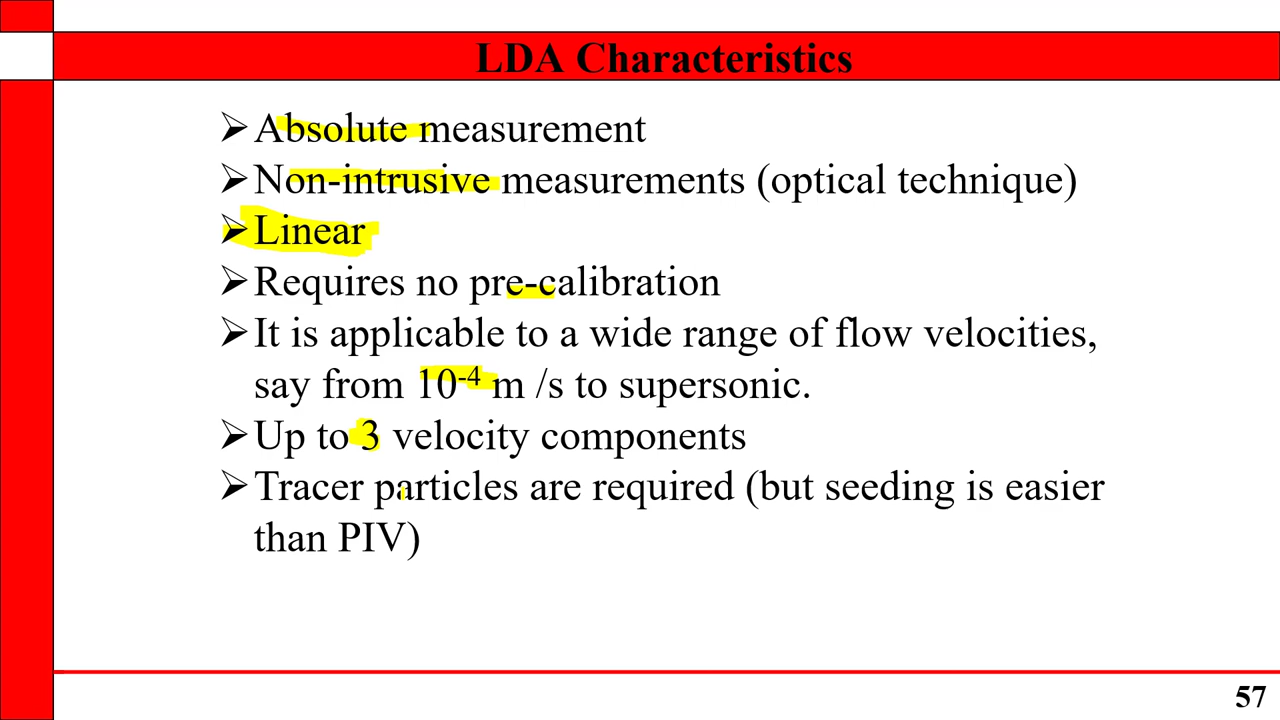 LDA Characteristics
➢Absolute measurement
➢Non-intrusive measurements (optical technique)
➢Linear
➢Requires no pre-calibration
➢It is applicable to a wide range of flow velocities,
say from 10⁻⁴ m /s to supersonic.
➢Up to 3 velocity components
➢Tracer particles are required (but seeding is easier
than PIV)
57